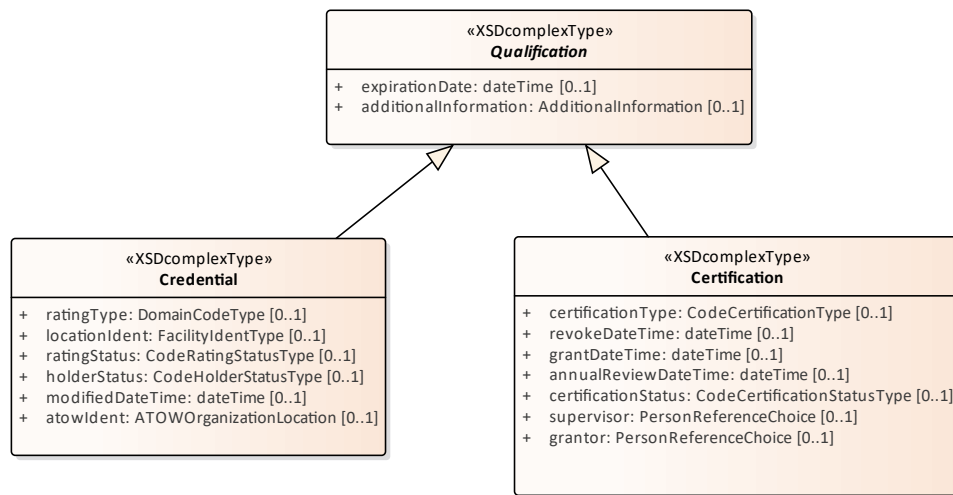 «XSDcomplexType»
Qualification
+ expirationDate: dateTime [0..1]
+ additionalInformation: AdditionalInformation [0..1]
«XSDcomplexType»
Credential
+ ratingType: DomainCodeType [0..1]
+ locationIdent: FacilityIdentType [0..1]
+ ratingStatus: CodeRatingStatusType [0..1]
+ holderStatus: CodeHolderStatusType [0..1]
+ modifiedDateTime: dateTime [0..1]
+ atowIdent: ATOWOrganizationLocation [0..1]
«XSDcomplexType»
Certification
+ certificationType: CodeCertificationType [0..1]
+ revokeDateTime: dateTime [0..1]
+ grantDateTime: dateTime [0..1]
+ annualReviewDateTime: dateTime [0..1]
+ certificationStatus: CodeCertificationStatusType [0..1]
+ supervisor: PersonReferenceChoice [0..1]
+ grantor: PersonReferenceChoice [0..1]